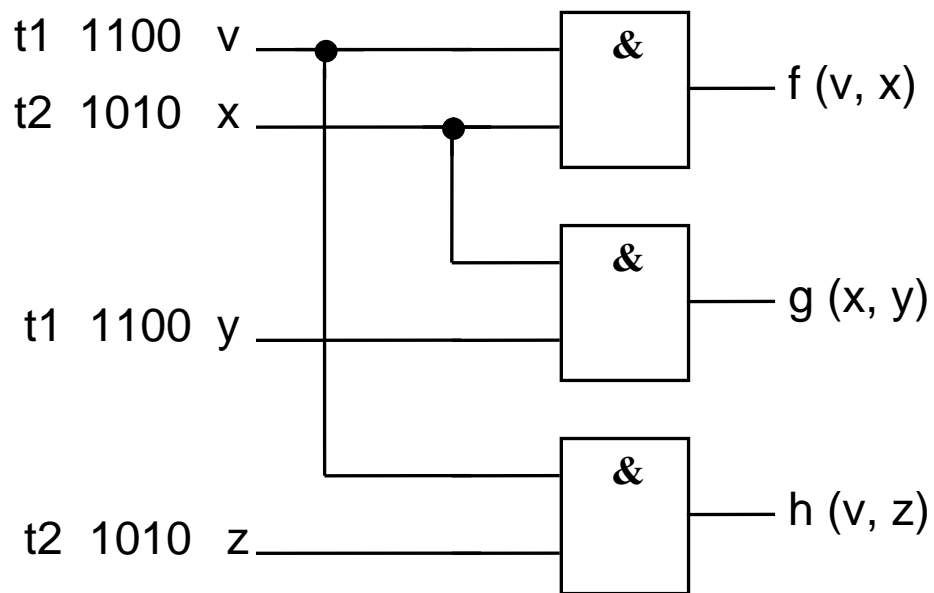 t1 1100 v
&
f (v, x)
t2 1010 x
&
g (x, y)
t1 1100 y
&
h (v, z)
t2 1010 z